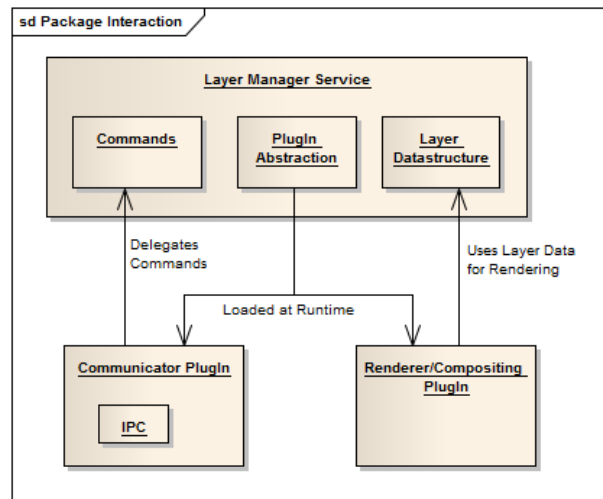 sd Package Interaction
Layer Manager Service
Commands
PlugIn
Abstraction
Layer
Datastructure
Delegates
Commands
Uses Layer Data
for Rendering
Loaded at Runtime
Communicator PlugIn
IPC
Renderer/Compositing
PlugIn